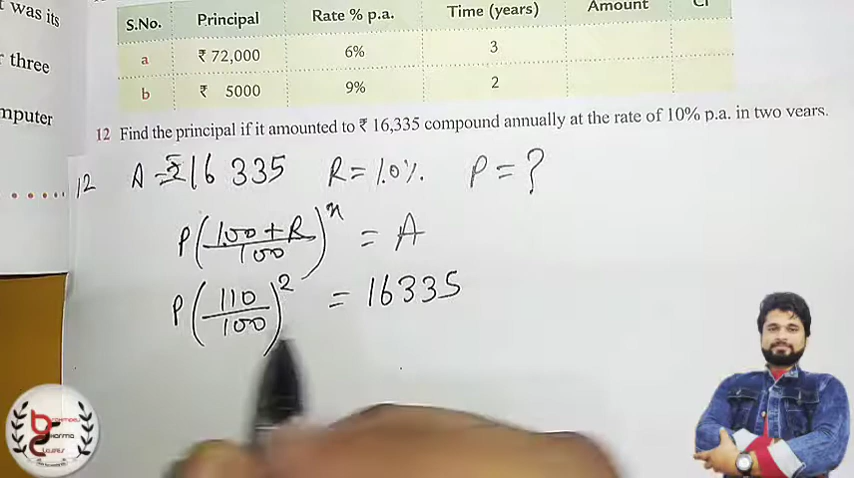 was its
three
mputer
S.No. Principal Rate % p.a. Time (years) Amount CI
a ₹ 72,000 6% 3
b ₹ 5000 9% 2
12 Find the principal if it amounted to ₹ 16,335 compound annually at the rate of 10% p.a. in two years.
12 A = ₹16335 R = 10% P = ?
P(100+R/100)^n = A
P(110/100)^2 = 16335